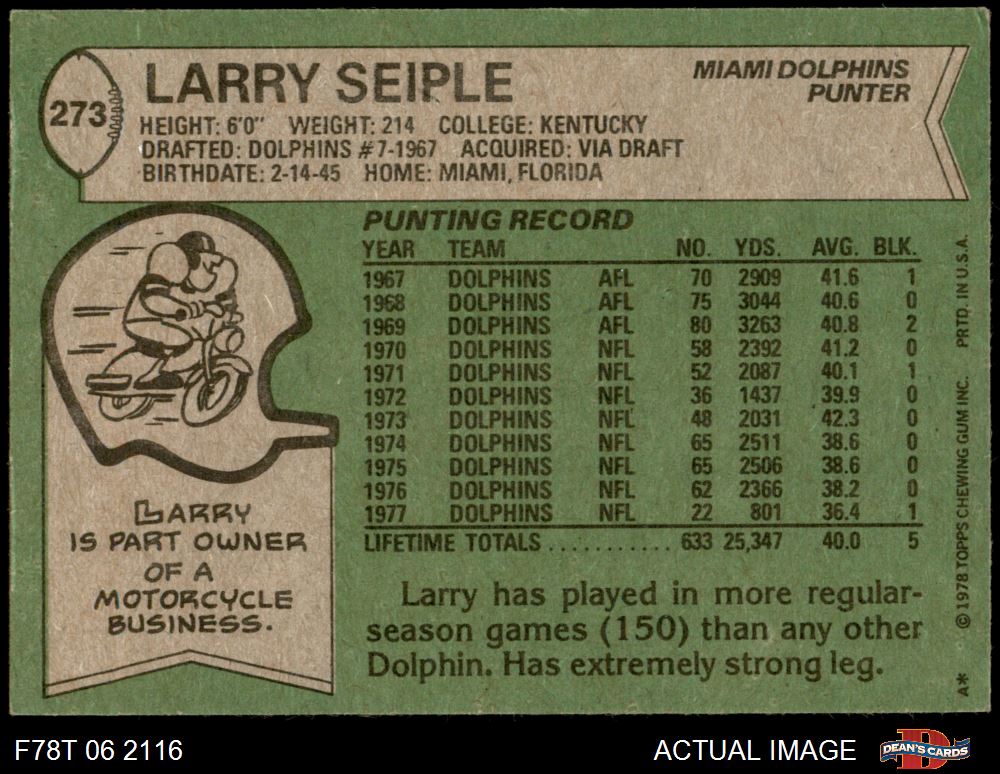 273
LARRY SEIPLE
MIAMI DOLPHINS
PUNTER
HEIGHT: 6'0" WEIGHT: 214 COLLEGE: KENTUCKY
DRAFTED: DOLPHINS #7-1967 ACQUIRED: VIA DRAFT
BIRTHDATE: 2-14-45 HOME: MIAMI, FLORIDA
PUNTING RECORD
YEAR TEAM NO. YDS. AVG. BLK.
1967 DOLPHINS AFL 70 2909 41.6 1
1968 DOLPHINS AFL 75 3044 40.6 0
1969 DOLPHINS AFL 80 3263 40.8 2
1970 DOLPHINS NFL 58 2392 41.2 0
1971 DOLPHINS NFL 52 2087 40.1 1
1972 DOLPHINS NFL 36 1437 39.9 0
1973 DOLPHINS NFL 48 2031 42.3 0
1974 DOLPHINS NFL 65 2511 38.6 0
1975 DOLPHINS NFL 65 2506 38.6 0
1976 DOLPHINS NFL 62 2366 38.2 0
1977 DOLPHINS NFL 22 801 36.4 1
LIFETIME TOTALS . . . . . . . . . . . 633 25,347 40.0 5
LARRY
IS PART OWNER
OF A
MOTORCYCLE
BUSINESS.
Larry has played in more regular-
season games (150) than any other
Dolphin. Has extremely strong leg.
A* ©1978 TOPPS CHEWING GUM INC. PRTD. IN U.S.A.
F78T 06 2116
ACTUAL IMAGE
DEAN'S CARDS